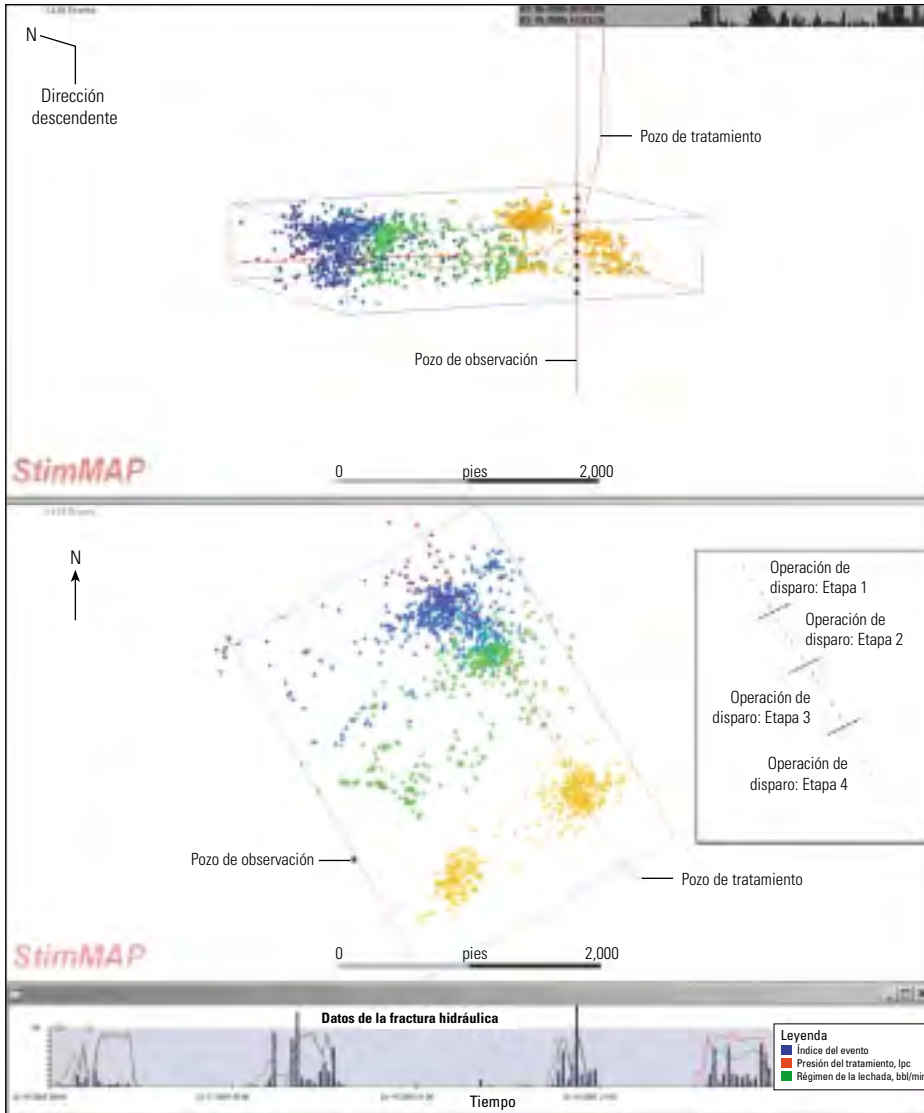 N
Dirección
descendente
Pozo de tratamiento
Pozo de observación
StimMAP
0 pies 2,000
N
Operación de
disparo: Etapa 1
Operación de
disparo: Etapa 2
Operación de
disparo: Etapa 3
Operación de
disparo: Etapa 4
Pozo de observación
Pozo de tratamiento
StimMAP
0 pies 2,000
Datos de la fractura hidráulica
Leyenda
Índice del evento
Presión del tratamiento, lpc
Régimen de la lechada, bbl/min
Tiempo